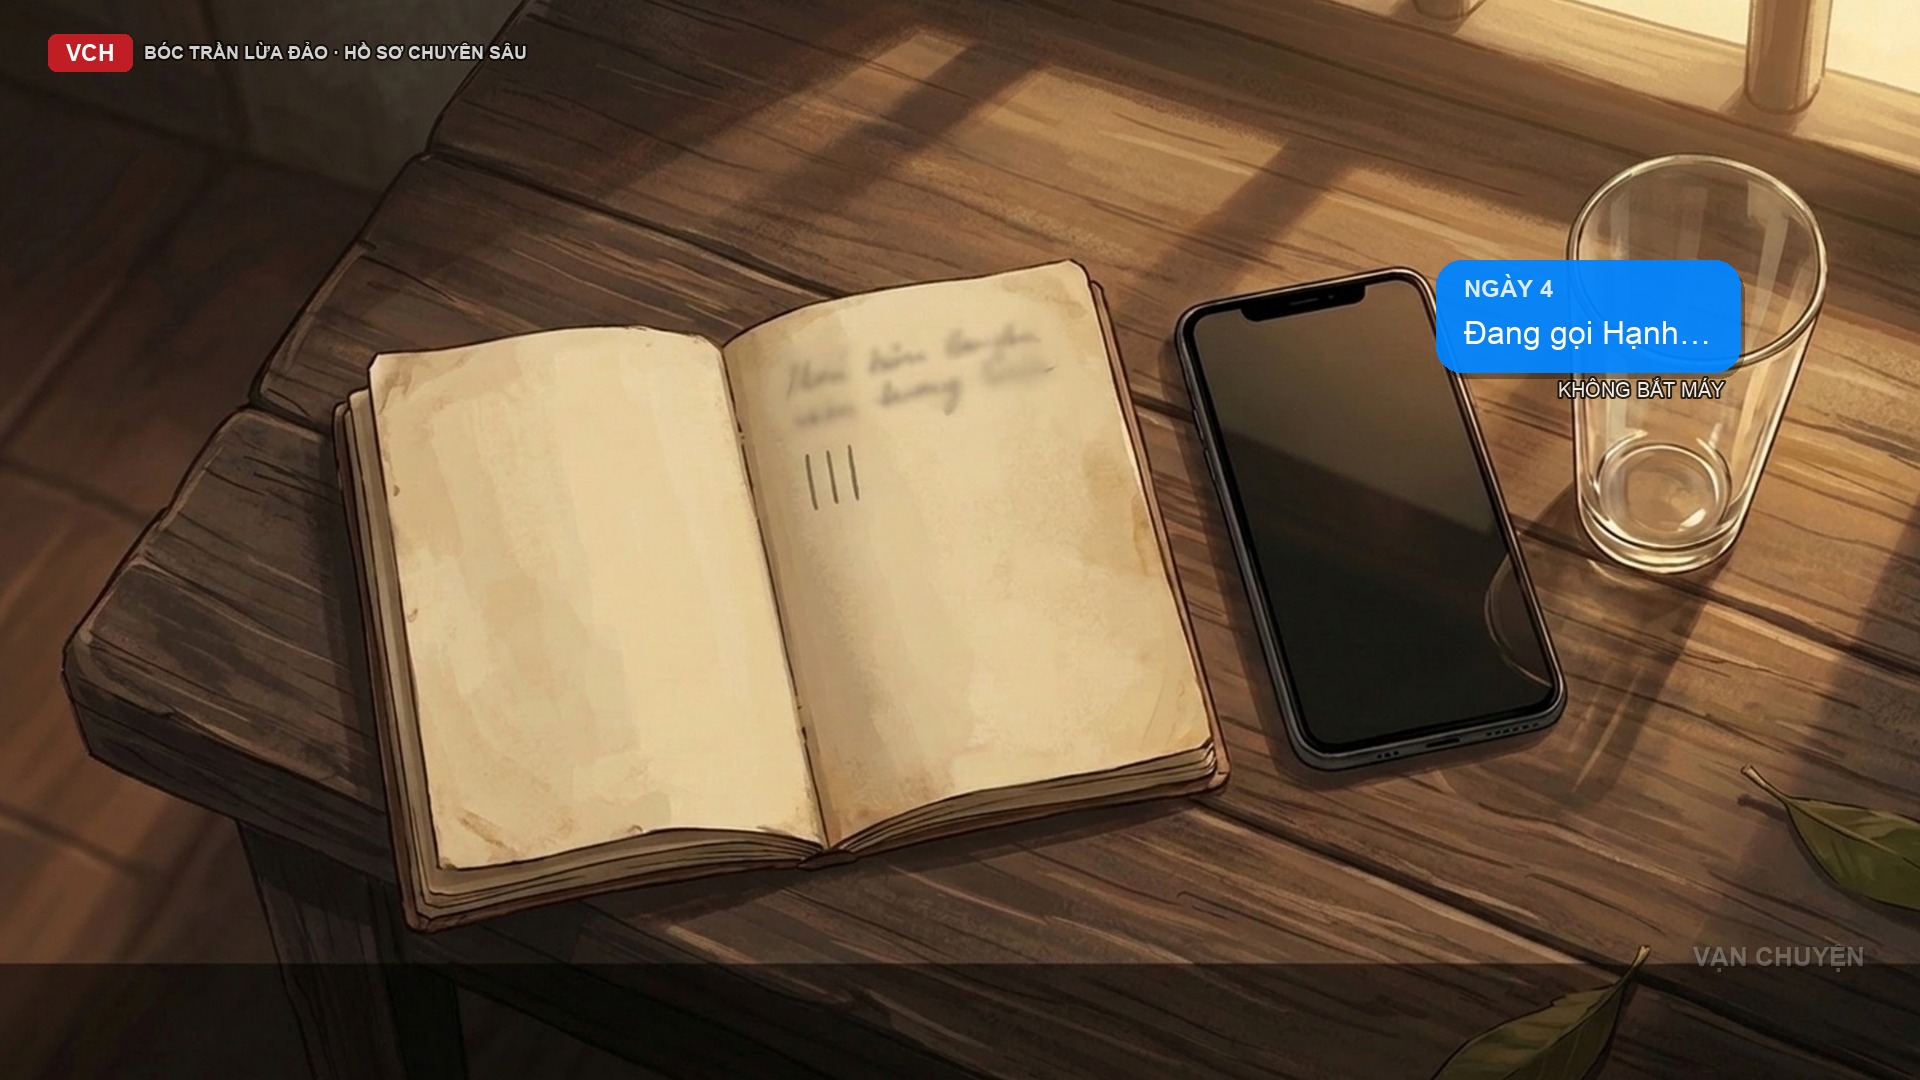 VCH
BÓC TRẦN LỪA ĐẢO · HỒ SƠ CHUYÊN SÂU
NGÀY 4
Đang gọi Hạnh...
KHÔNG BẮT MÁY
VẠN CHUYỆN